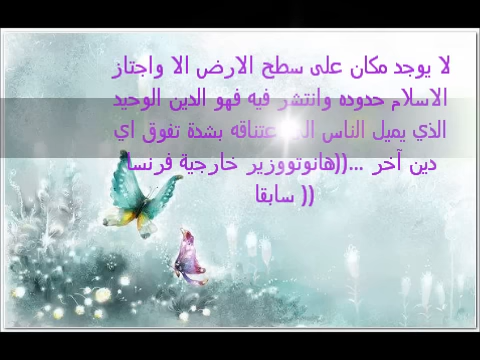 لا يوجد مكان على سطح الارض الا واجتاز
الاسلام حدوده وانتشر فيه فهو الدين الوحيد
الذي يميل الناس الى اعتناقه بشدة تفوق اي
دين آخر ...((هانوتووزير خارجية فرنسا
سابقا ))